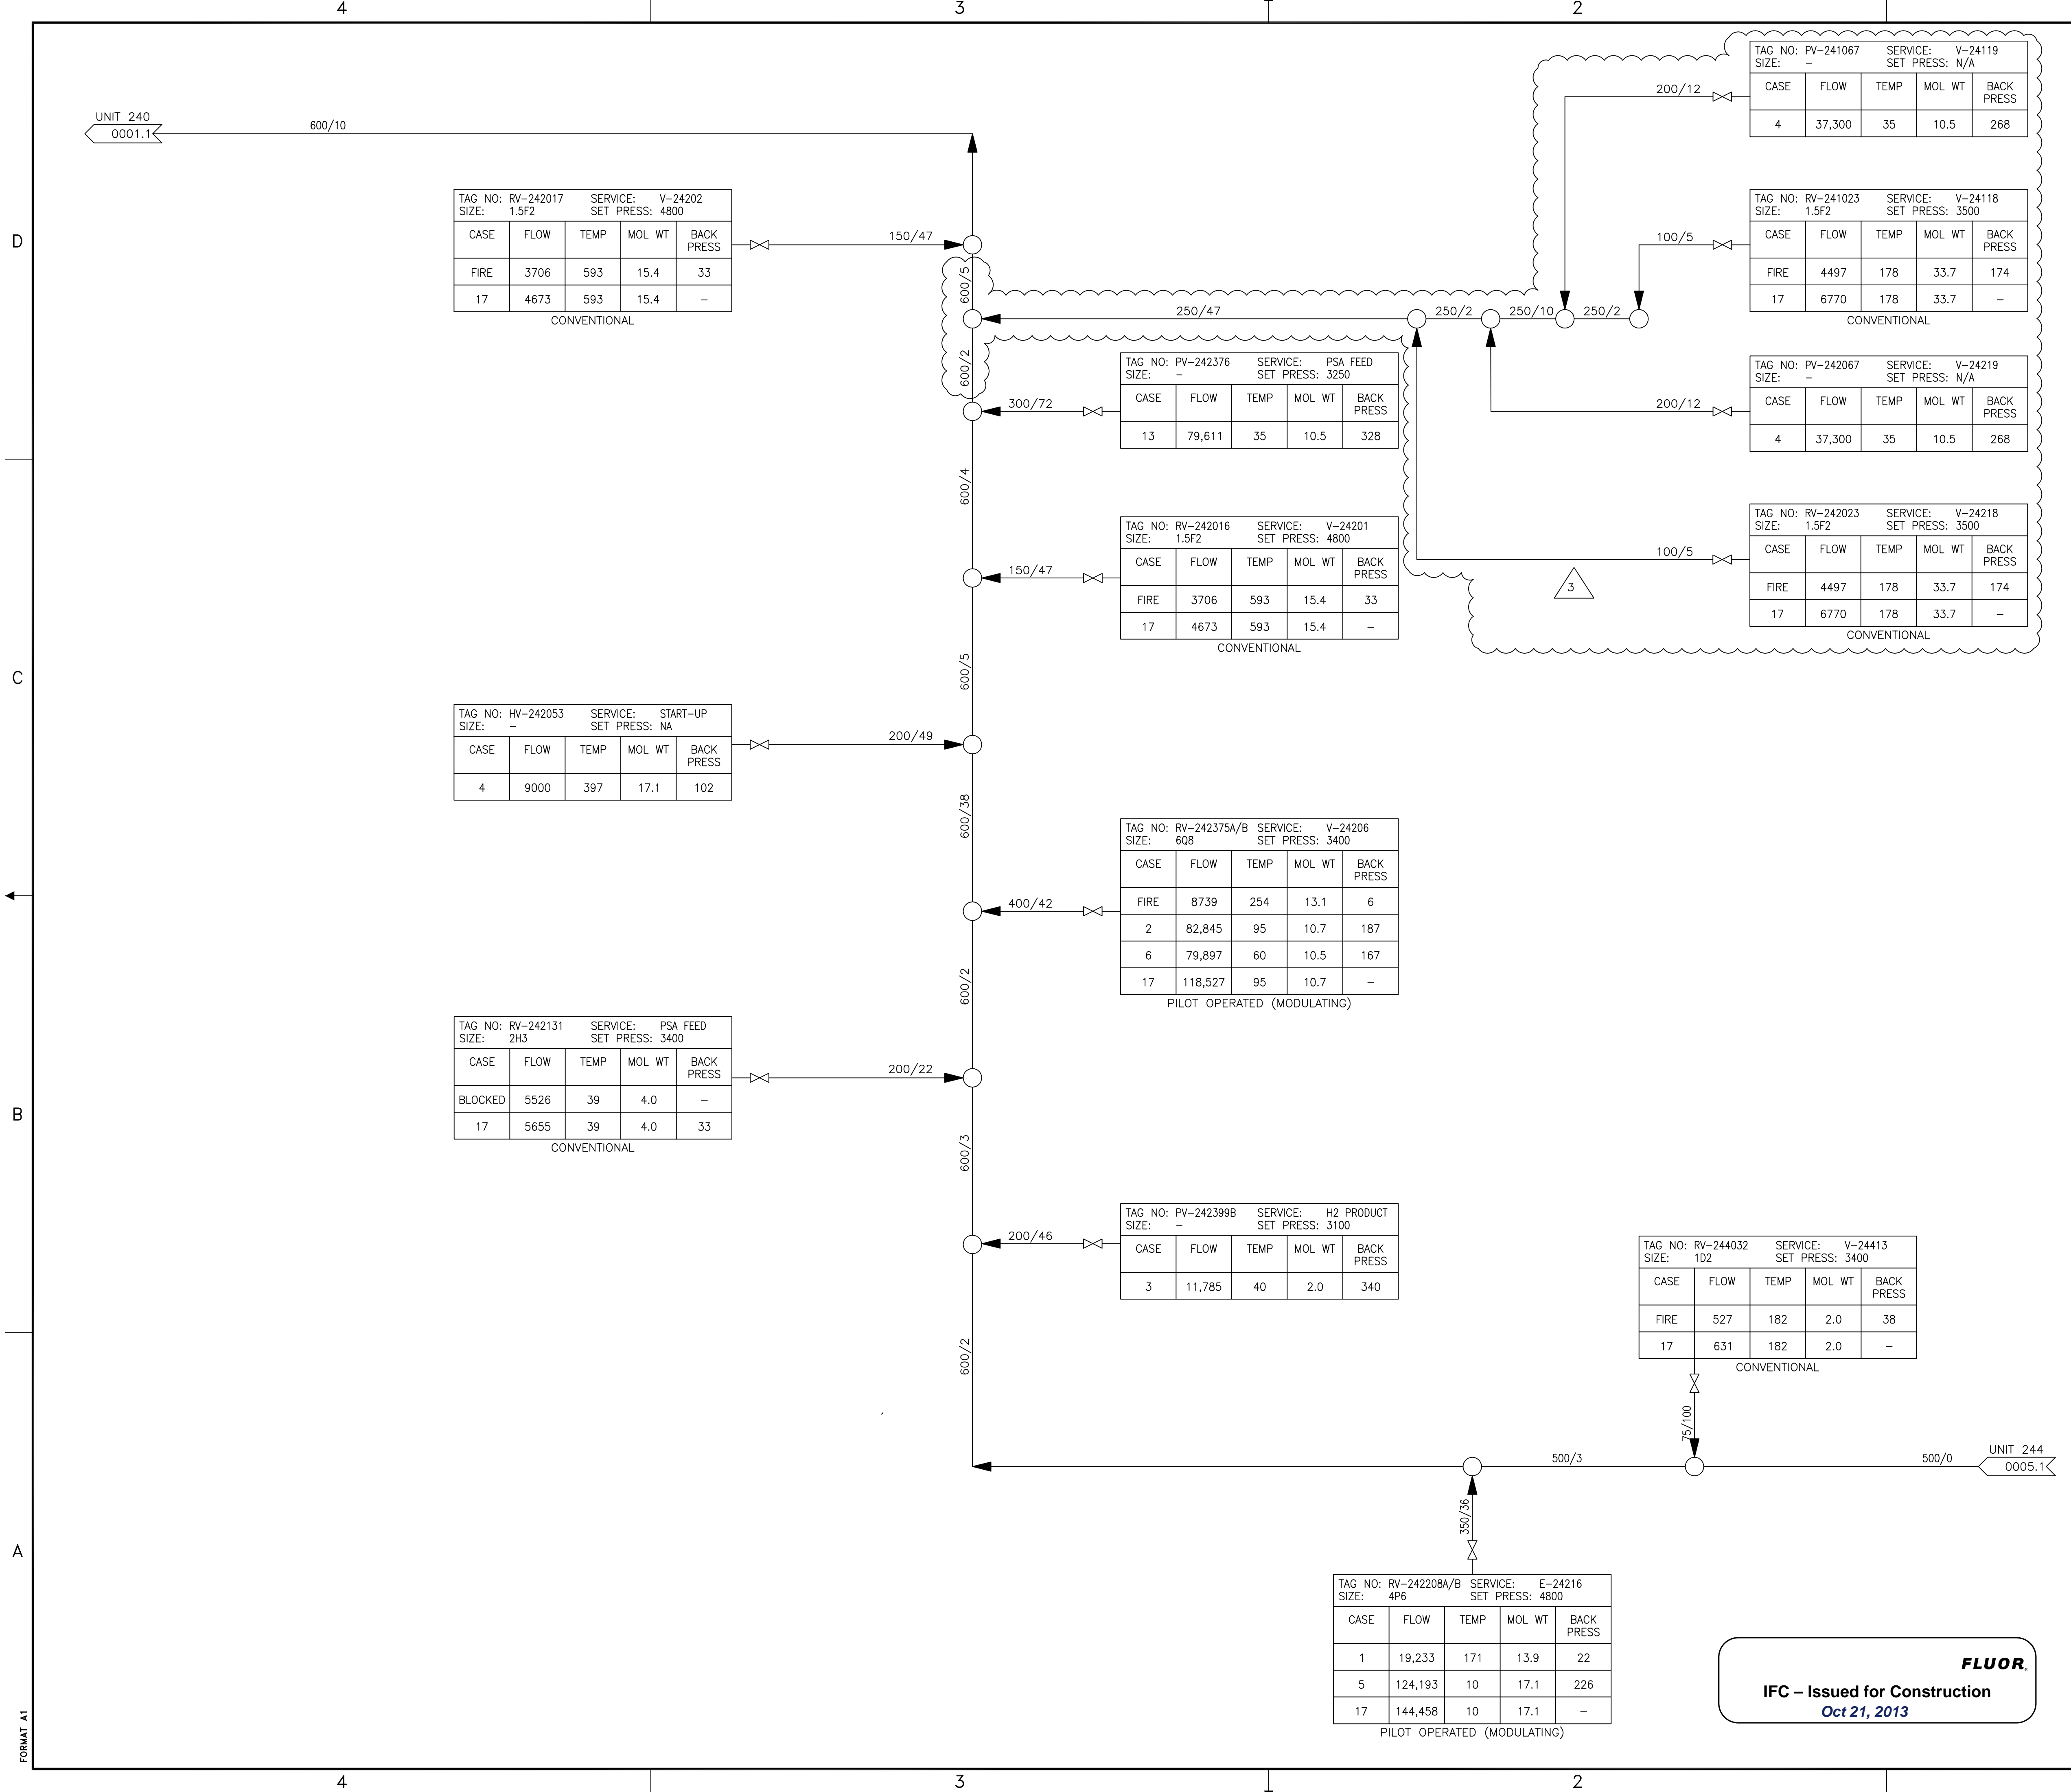 4 3 2
UNIT 240
0001.1
600/10
TAG NO: PV-241067 SERVICE: V-24119
SIZE: - SET PRESS: N/A
CASE FLOW TEMP MOL WT BACK PRESS
4 37,300 35 10.5 268
200/12
TAG NO: RV-242017 SERVICE: V-24202
SIZE: 1.5F2 SET PRESS: 4800
CASE FLOW TEMP MOL WT BACK PRESS
FIRE 3706 593 15.4 33
17 4673 593 15.4 -
CONVENTIONAL
150/47
TAG NO: RV-241023 SERVICE: V-24118
SIZE: 1.5F2 SET PRESS: 3500
CASE FLOW TEMP MOL WT BACK PRESS
FIRE 4497 178 33.7 174
17 6770 178 33.7 -
CONVENTIONAL
100/5
D
600/5
250/47 250/2 250/10 250/2
600/2
TAG NO: PV-242376 SERVICE: PSA FEED
SIZE: - SET PRESS: 3250
CASE FLOW TEMP MOL WT BACK PRESS
13 79,611 35 10.5 328
300/72
TAG NO: PV-242067 SERVICE: V-24219
SIZE: - SET PRESS: N/A
CASE FLOW TEMP MOL WT BACK PRESS
4 37,300 35 10.5 268
200/12
600/4
TAG NO: RV-242016 SERVICE: V-24201
SIZE: 1.5F2 SET PRESS: 4800
CASE FLOW TEMP MOL WT BACK PRESS
FIRE 3706 593 15.4 33
17 4673 593 15.4 -
CONVENTIONAL
150/47
TAG NO: RV-242023 SERVICE: V-24218
SIZE: 1.5F2 SET PRESS: 3500
CASE FLOW TEMP MOL WT BACK PRESS
FIRE 4497 178 33.7 174
17 6770 178 33.7 -
CONVENTIONAL
100/5
3
600/5
C
TAG NO: HV-242053 SERVICE: START-UP
SIZE: - SET PRESS: NA
CASE FLOW TEMP MOL WT BACK PRESS
4 9000 397 17.1 102
200/49
600/38
TAG NO: RV-242375A/B SERVICE: V-24206
SIZE: 6Q8 SET PRESS: 3400
CASE FLOW TEMP MOL WT BACK PRESS
FIRE 8739 254 13.1 6
2 82,845 95 10.7 187
6 79,897 60 10.5 167
17 118,527 95 10.7 -
PILOT OPERATED (MODULATING)
400/42
600/2
TAG NO: RV-242131 SERVICE: PSA FEED
SIZE: 2H3 SET PRESS: 3400
CASE FLOW TEMP MOL WT BACK PRESS
BLOCKED 5526 39 4.0 -
17 5655 39 4.0 33
CONVENTIONAL
200/22
B
600/3
TAG NO: PV-242399B SERVICE: H2 PRODUCT
SIZE: - SET PRESS: 3100
CASE FLOW TEMP MOL WT BACK PRESS
3 11,785 40 2.0 340
200/46
600/2
TAG NO: RV-244032 SERVICE: V-24413
SIZE: 1D2 SET PRESS: 3400
CASE FLOW TEMP MOL WT BACK PRESS
FIRE 527 182 2.0 38
17 631 182 2.0 -
CONVENTIONAL
75/100
500/3
500/0
UNIT 244
0005.1
350/36
A
TAG NO: RV-242208A/B SERVICE: E-24216
SIZE: 4P6 SET PRESS: 4800
CASE FLOW TEMP MOL WT BACK PRESS
1 19,233 171 13.9 22
5 124,193 10 17.1 226
17 144,458 10 17.1 -
PILOT OPERATED (MODULATING)
FLUOR®
IFC – Issued for Construction
Oct 21, 2013
FORMAT A1
4 3 2